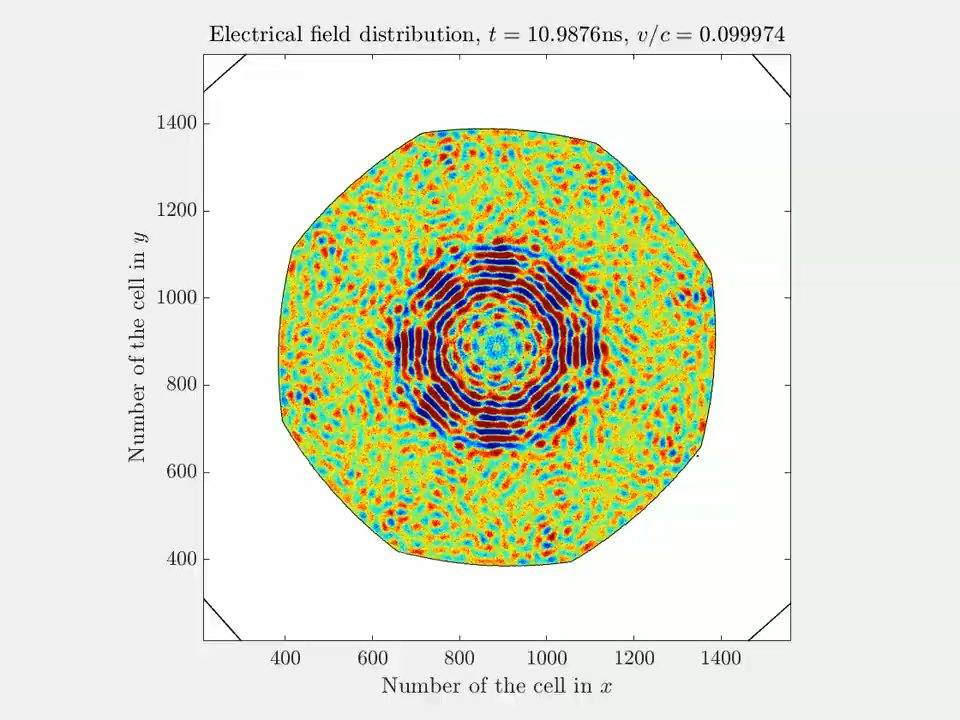 Electrical field distribution, t = 10.9876ns, v/c = 0.099974
Number of the cell in y
1400
1200
1000
800
600
400
400 600 800 1000 1200 1400
Number of the cell in x